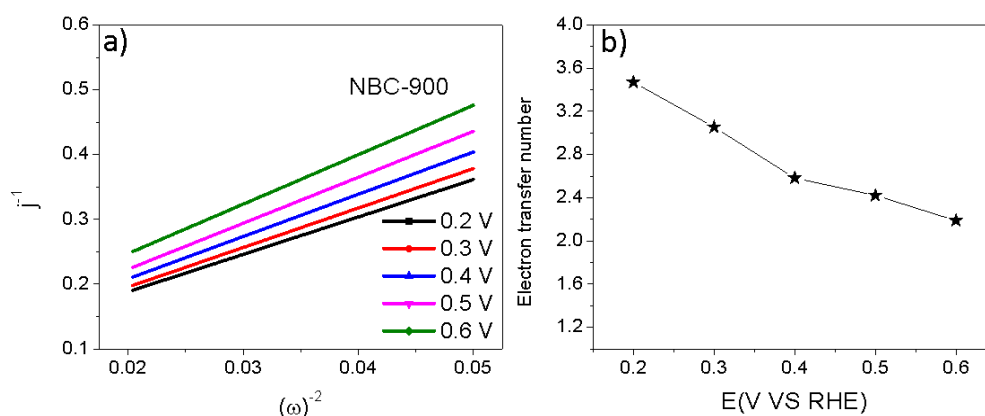 a)
NBC-900
0.6
0.5
0.4
0.3
0.2
0.1
j⁻¹
0.2 V
0.3 V
0.4 V
0.5 V
0.6 V
0.02 0.03 0.04 0.05
(ω)⁻²
b)
4.0
3.6
3.2
2.8
2.4
2.0
1.6
1.2
Electron transfer number
0.2 0.3 0.4 0.5 0.6
E(V VS RHE)